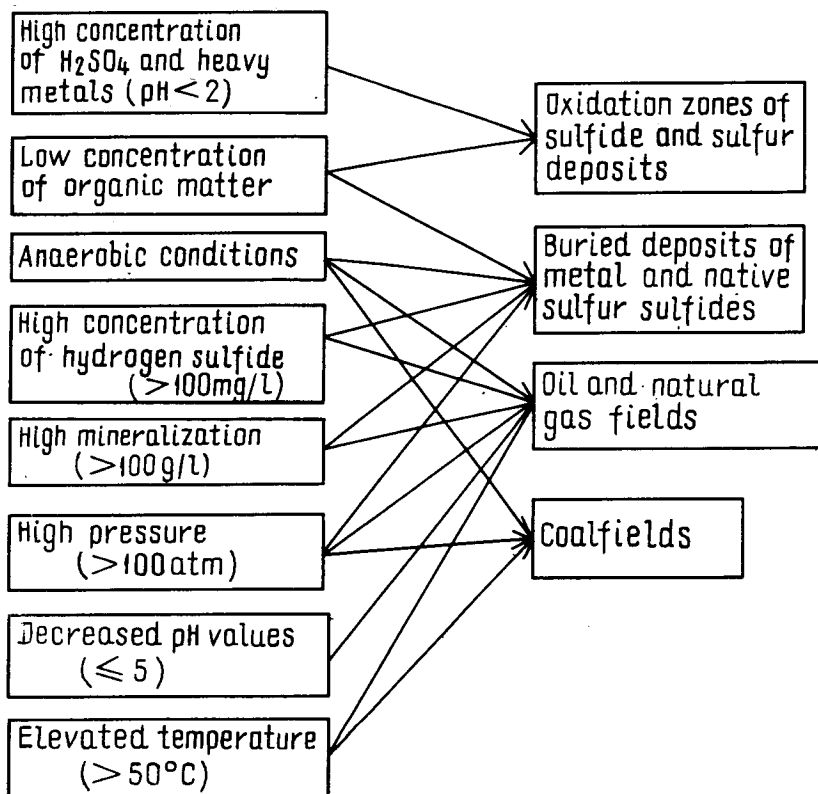 High concentration
of H₂SO₄ and heavy
metals (pH < 2)
Low concentration
of organic matter
Anaerobic conditions
High concentration
of hydrogen sulfide
(>100mg/l)
High mineralization
(>100g/l)
High pressure
(>100atm)
Decreased pH values
(≤ 5)
Elevated temperature
(> 50°C)
Oxidation zones of
sulfide and sulfur
deposits
Buried deposits of
metal and native
sulfur sulfides
Oil and natural
gas fields
Coalfields